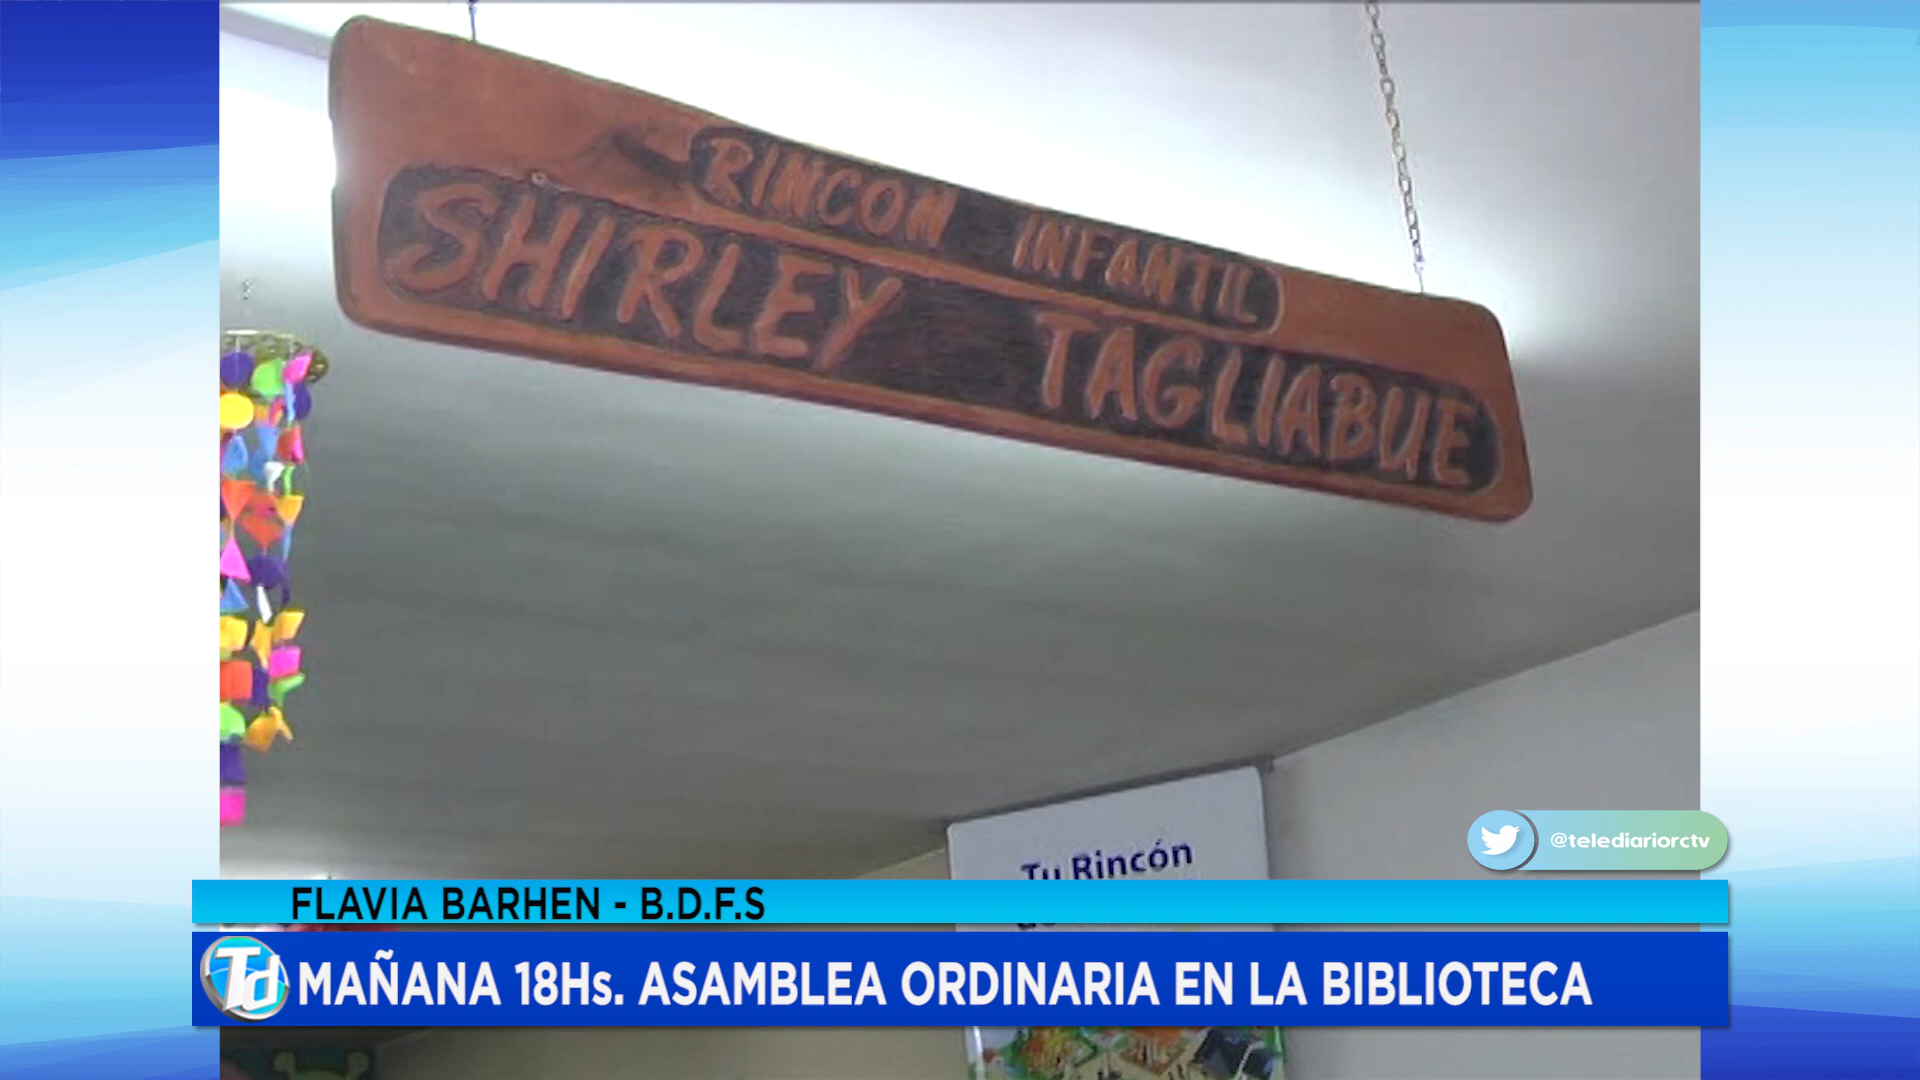 RINCON INFANTIL
SHIRLEY TAGLIABUE
Tu Rincón
@telediariorctv
FLAVIA BARHEN - B.D.F.S
Td
MAÑANA 18Hs. ASAMBLEA ORDINARIA EN LA BIBLIOTECA